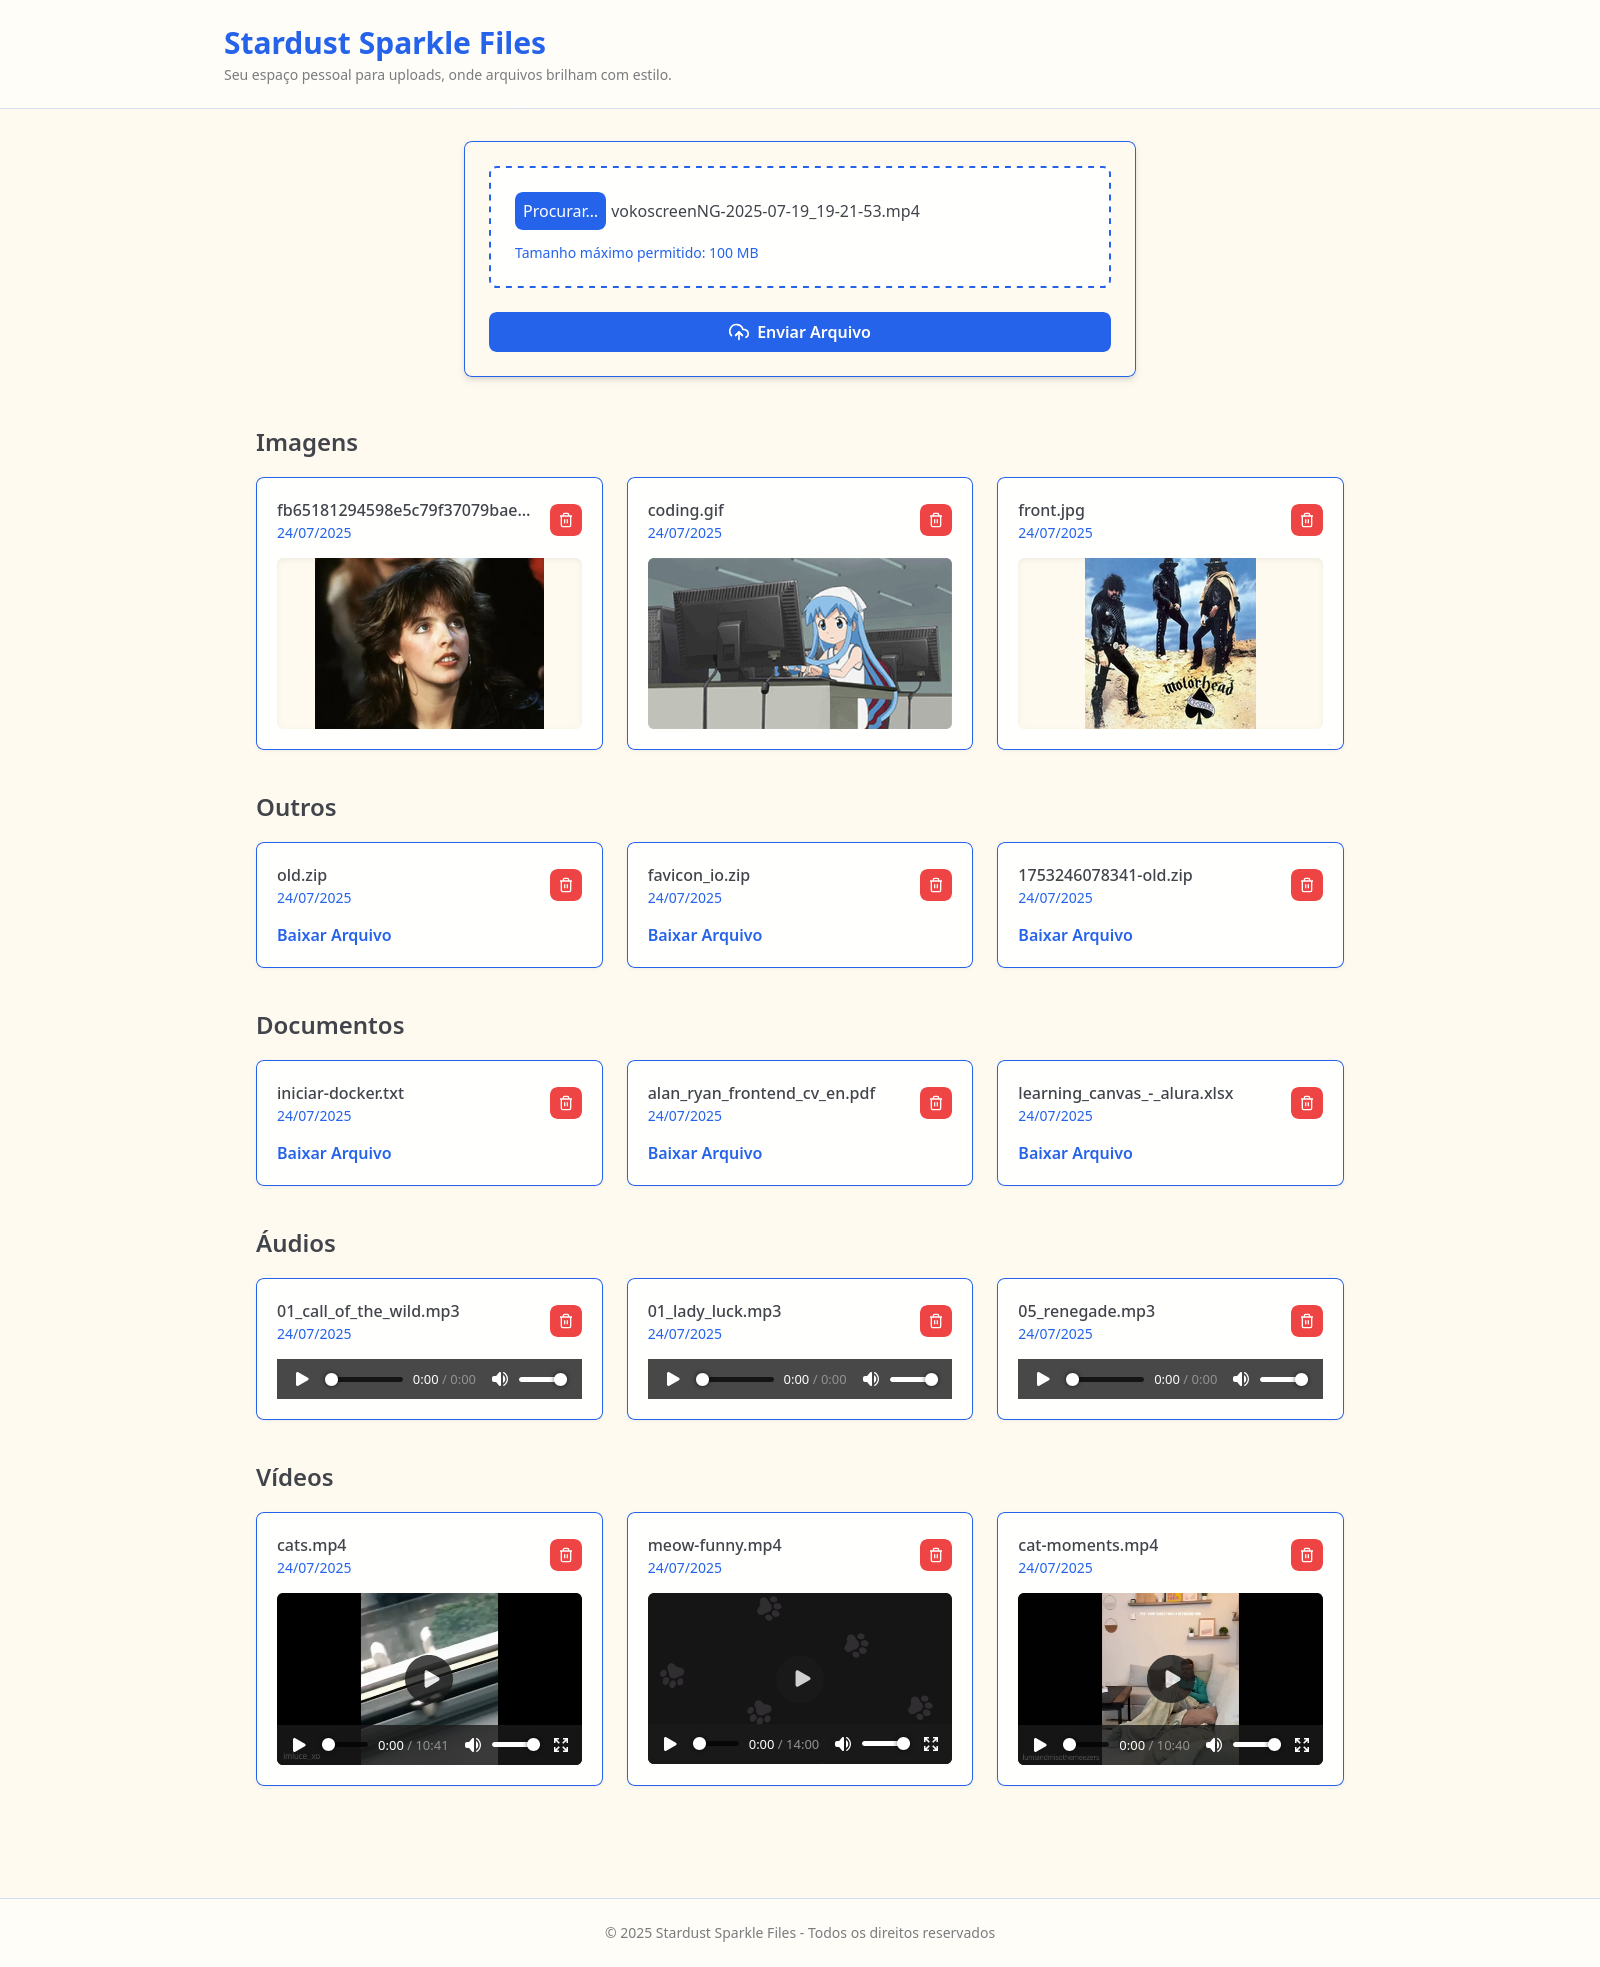 Stardust Sparkle Files
Seu espaço pessoal para uploads, onde arquivos brilham com estilo.
Procurar... vokoscreenNG-2025-07-19_19-21-53.mp4
Tamanho máximo permitido: 100 MB
Enviar Arquivo
Imagens
fb65181294598e5c79f37079bae...
24/07/2025
coding.gif
24/07/2025
front.jpg
24/07/2025
motörhead
Outros
old.zip
24/07/2025
Baixar Arquivo
favicon_io.zip
24/07/2025
Baixar Arquivo
1753246078341-old.zip
24/07/2025
Baixar Arquivo
Documentos
iniciar-docker.txt
24/07/2025
Baixar Arquivo
alan_ryan_frontend_cv_en.pdf
24/07/2025
Baixar Arquivo
learning_canvas_-_alura.xlsx
24/07/2025
Baixar Arquivo
Áudios
01_call_of_the_wild.mp3
24/07/2025
0:00 / 0:00
01_lady_luck.mp3
24/07/2025
0:00 / 0:00
05_renegade.mp3
24/07/2025
0:00 / 0:00
Vídeos
cats.mp4
24/07/2025
0:00 / 10:41
meow-funny.mp4
24/07/2025
0:00 / 14:00
cat-moments.mp4
24/07/2025
0:00 / 10:40
© 2025 Stardust Sparkle Files - Todos os direitos reservados